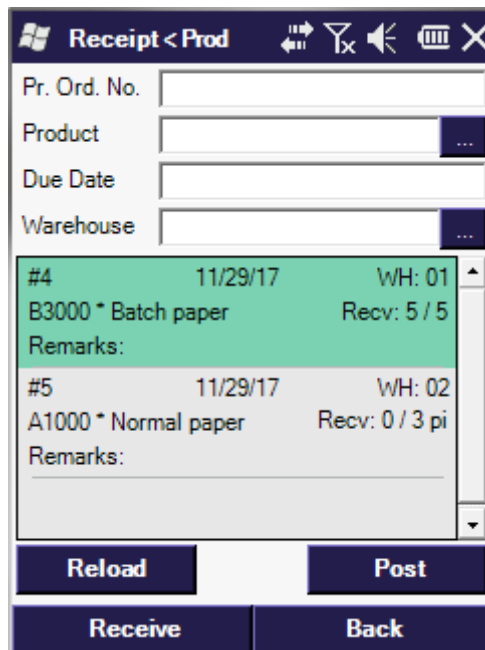 Receipt < Prod
Pr. Ord. No.
Product ...
Due Date
Warehouse ...
#4 11/29/17 WH: 01
B3000 * Batch paper Recv: 5 / 5
Remarks:
#5 11/29/17 WH: 02
A1000 * Normal paper Recv: 0 / 3 pi
Remarks:
Reload Post
Receive Back